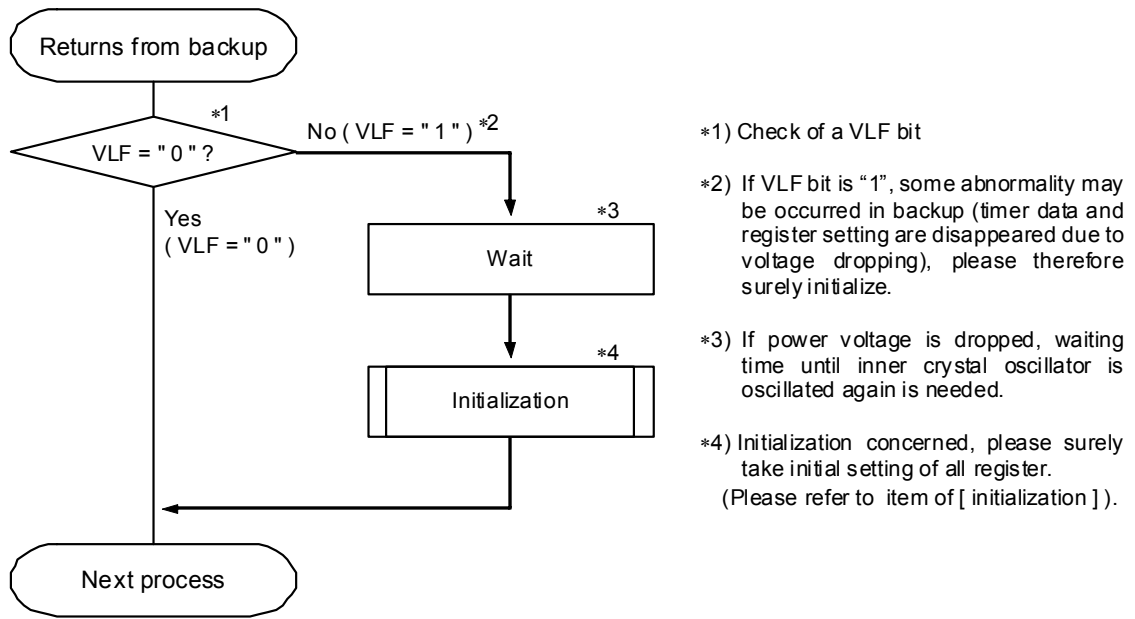 Returns from backup
*1
VLF = " 0 " ?
No ( VLF = " 1 " ) *2
Yes
( VLF = " 0 " )
*3
Wait
*4
Initialization
Next process
*1) Check of a VLF bit
*2) If VLF bit is “1”, some abnormality may
be occurred in backup (timer data and
register setting are disappeared due to
voltage dropping), please therefore
surely initialize.
*3) If power voltage is dropped, waiting
time until inner crystal oscillator is
oscillated again is needed.
*4) Initialization concerned, please surely
take initial setting of all register.
(Please refer to item of [ initialization ] ).